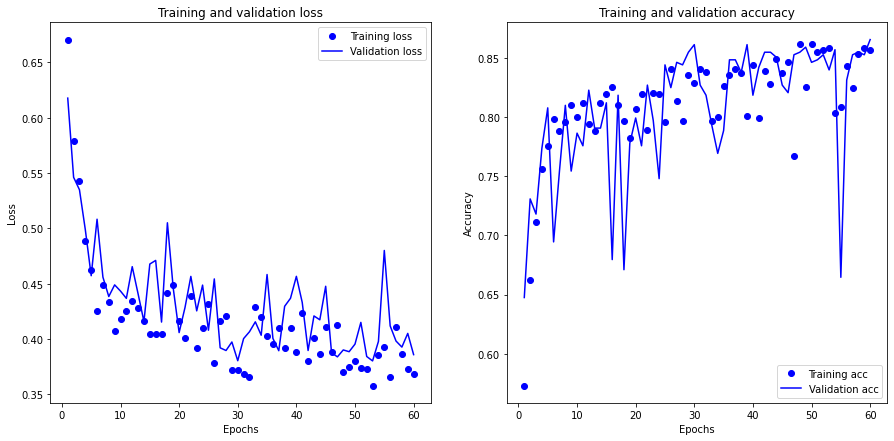 Training and validation loss
Training loss
Validation loss
0.65
0.60
0.55
0.50
0.45
0.40
0.35
Loss
0
10
20
30
40
50
60
Epochs
Training and validation accuracy
0.85
0.80
0.75
0.70
0.65
0.60
Accuracy
Training acc
Validation acc
0
10
20
30
40
50
60
Epochs